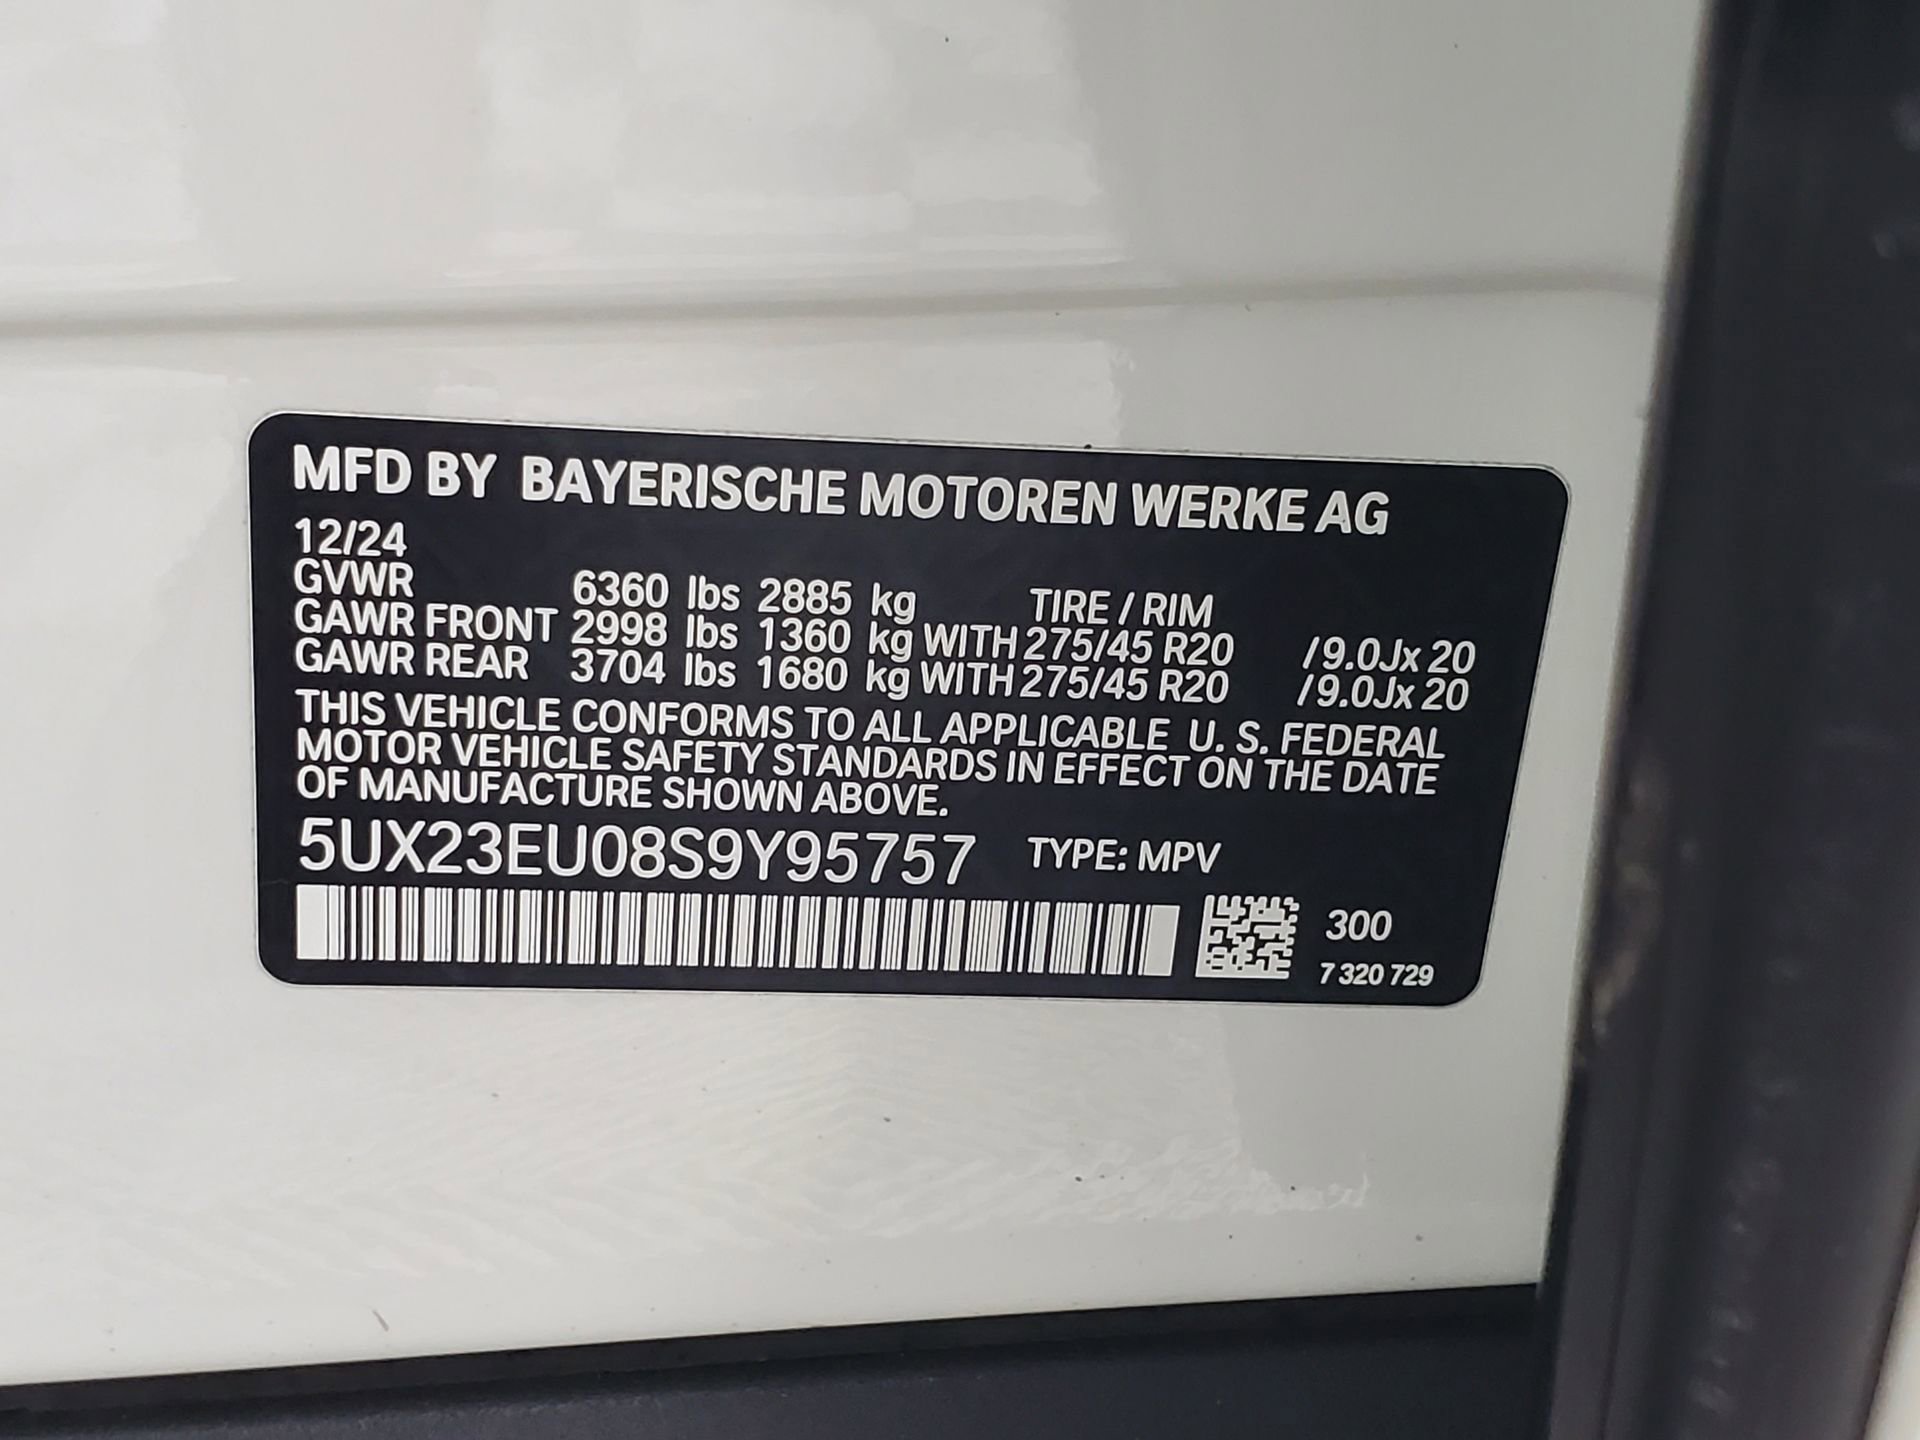 MFD BY BAYERISCHE MOTOREN WERKE AG
12/24
GVWR 6360 lbs 2885 kg TIRE / RIM
GAWR FRONT 2998 lbs 1360 kg WITH 275/45 R20 /9.0Jx 20
GAWR REAR 3704 lbs 1680 kg WITH 275/45 R20 /9.0Jx 20
THIS VEHICLE CONFORMS TO ALL APPLICABLE U. S. FEDERAL
MOTOR VEHICLE SAFETY STANDARDS IN EFFECT ON THE DATE
OF MANUFACTURE SHOWN ABOVE.
5UX23EU08S9Y95757 TYPE: MPV
300
7 320 729